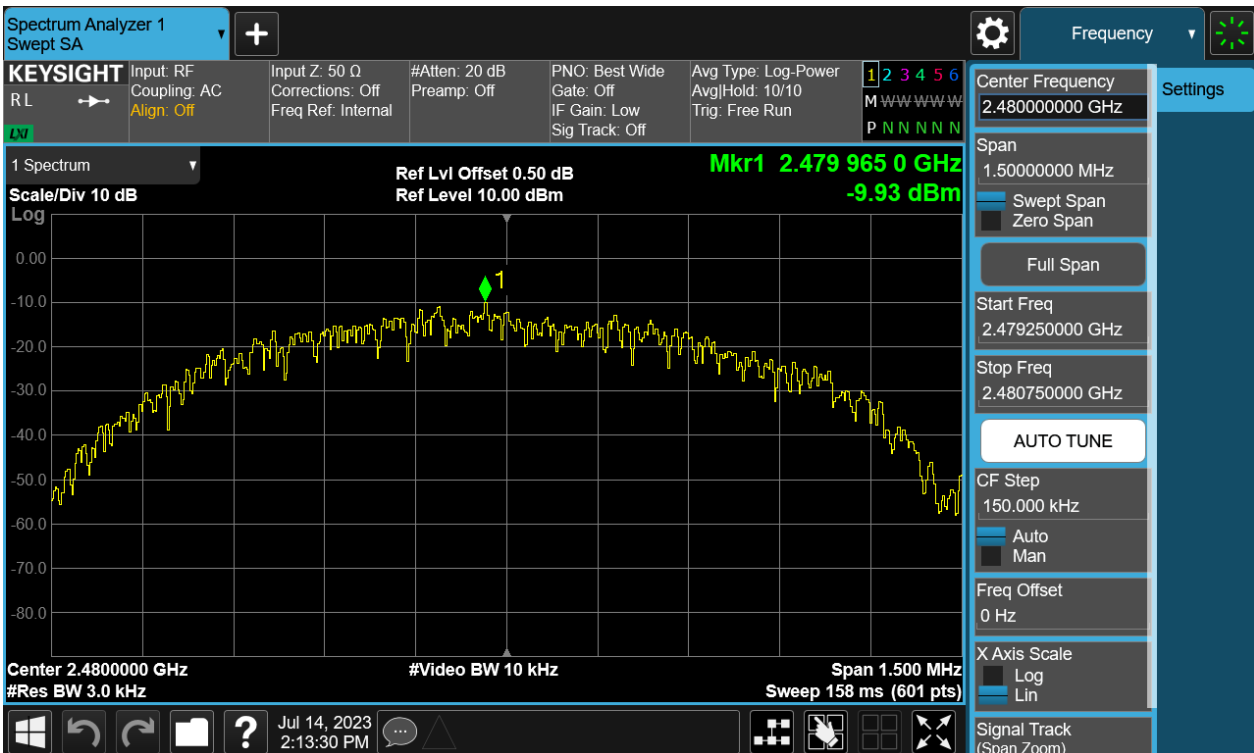 Spectrum Analyzer 1
Swept SA
+
Frequency
KEYSIGHT
R L
LXI
Input: RF
Coupling: AC
Align: Off
Input Z: 50 Ω
Corrections: Off
Freq Ref: Internal
#Atten: 20 dB
Preamp: Off
PNO: Best Wide
Gate: Off
IF Gain: Low
Sig Track: Off
Avg Type: Log-Power
Avg|Hold: 10/10
Trig: Free Run
1 2 3 4 5 6
M W W W W W
P N N N N N
1 Spectrum
Scale/Div 10 dB
Log
Ref Lvl Offset 0.50 dB
Ref Level 10.00 dBm
Mkr1 2.479 965 0 GHz
-9.93 dBm
1
0.00
-10.0
-20.0
-30.0
-40.0
-50.0
-60.0
-70.0
-80.0
Center 2.4800000 GHz
#Res BW 3.0 kHz
#Video BW 10 kHz
Span 1.500 MHz
Sweep 158 ms (601 pts)
Center Frequency
2.480000000 GHz
Settings
Span
1.50000000 MHz
Swept Span
Zero Span
Full Span
Start Freq
2.479250000 GHz
Stop Freq
2.480750000 GHz
AUTO TUNE
CF Step
150.000 kHz
Auto
Man
Freq Offset
0 Hz
X Axis Scale
Log
Lin
Signal Track
(Span Zoom)
?
Jul 14, 2023
2:13:30 PM